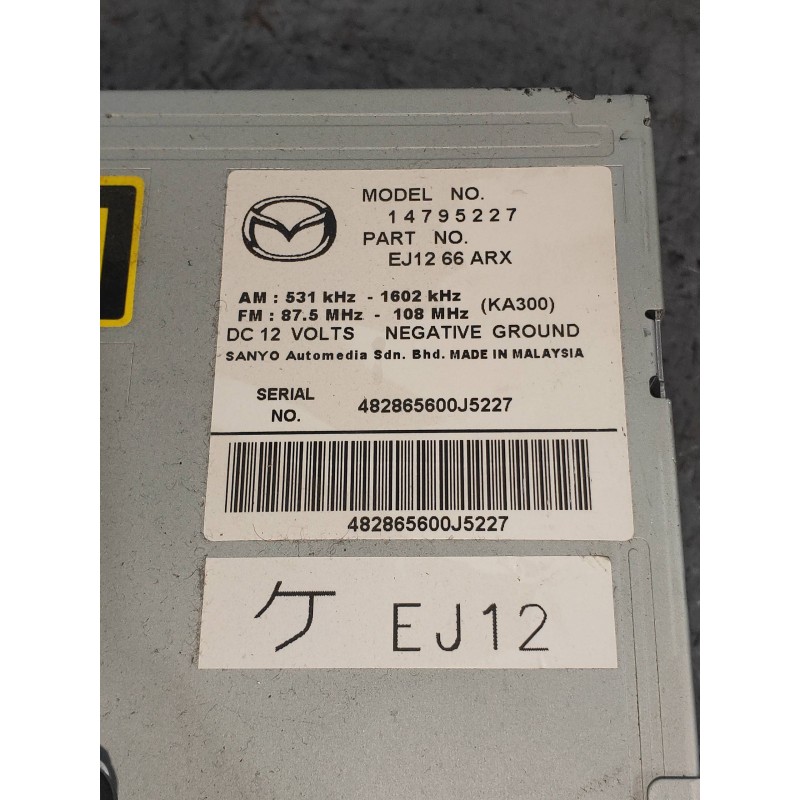 MODEL NO.
14795227
PART NO.
EJ12 66 ARX
AM : 531 kHz - 1602 kHz
FM : 87.5 MHz - 108 MHz (KA300)
DC 12 VOLTS NEGATIVE GROUND
SANYO Automedia Sdn. Bhd. MADE IN MALAYSIA
SERIAL
NO. 482865600J5227
482865600J5227
ケ EJ12